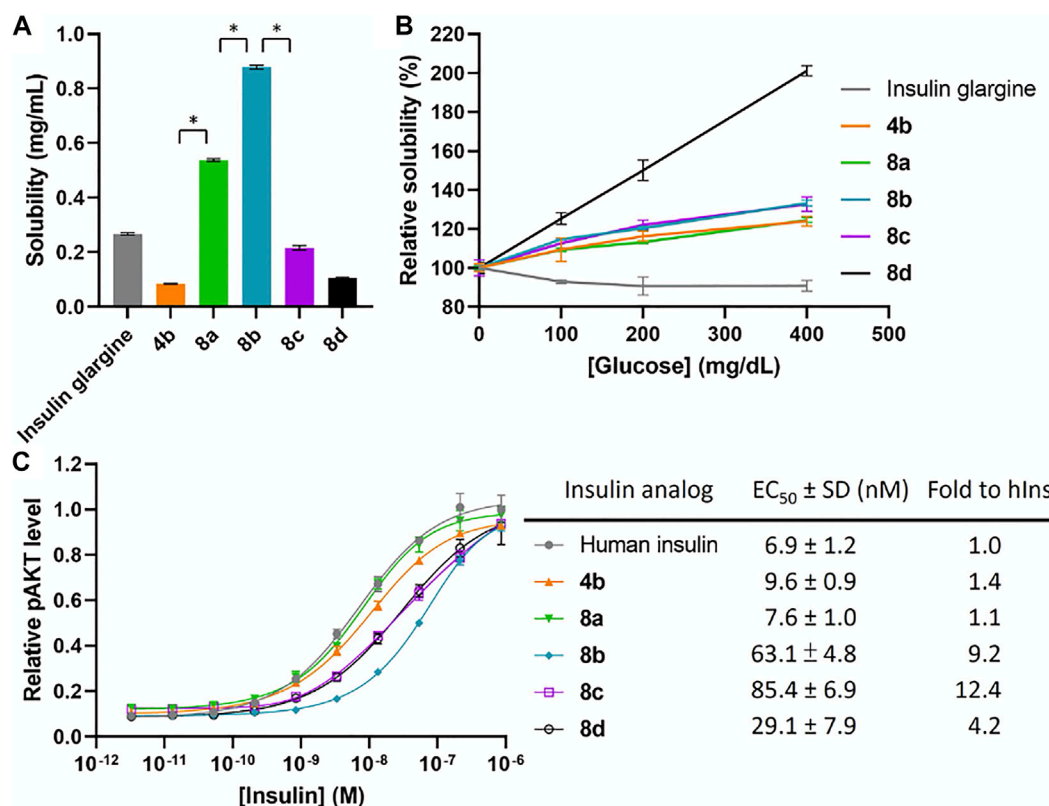 A
Solubility (mg/mL)
1.0
0.8
0.6
0.4
0.2
0.0
* * *
Insulin glargine 4b 8a 8b 8c 8d
B
Relative solubility (%)
220
200
180
160
140
120
100
80
0 100 200 300 400 500
[Glucose] (mg/dL)
Insulin glargine
4b
8a
8b
8c
8d
C
Relative pAKT level
1.2
1.0
0.8
0.6
0.4
0.2
0.0
10⁻¹² 10⁻¹¹ 10⁻¹⁰ 10⁻⁹ 10⁻⁸ 10⁻⁷ 10⁻⁶
[Insulin] (M)
Insulin analog EC₅₀ ± SD (nM) Fold to hIns
Human insulin 6.9 ± 1.2 1.0
4b 9.6 ± 0.9 1.4
8a 7.6 ± 1.0 1.1
8b 63.1 ± 4.8 9.2
8c 85.4 ± 6.9 12.4
8d 29.1 ± 7.9 4.2